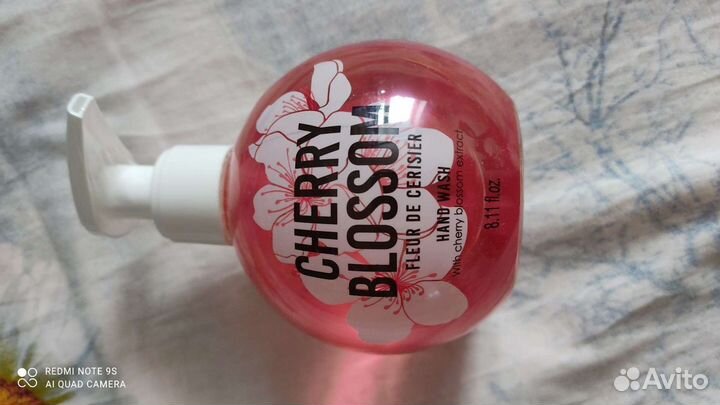 CHERRY
BLOSSOM
FLEUR DE CERISIER
HAND WASH
With cherry blossom extract
8.11 fl.oz.
REDMI NOTE 9S
AI QUAD CAMERA
Avito